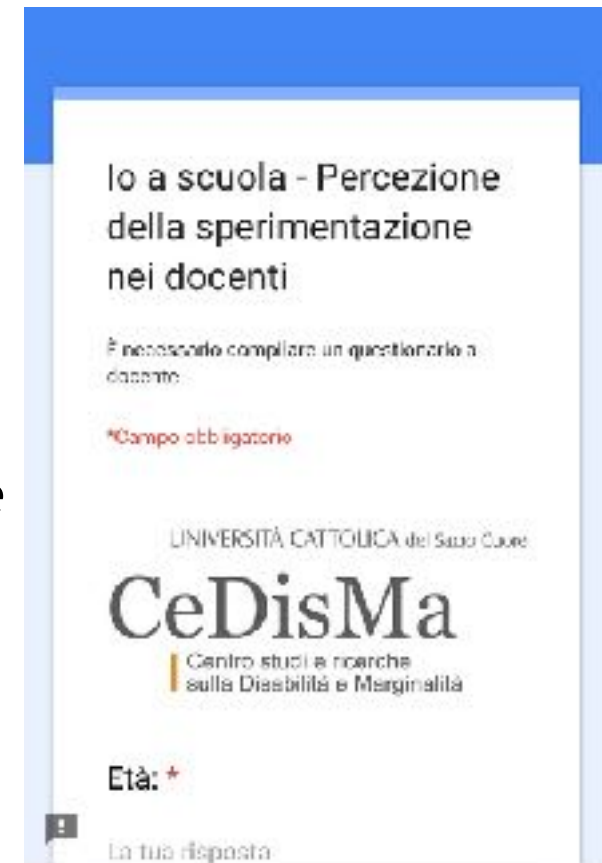 Io a scuola - Percezione
della sperimentazione
nei docenti
È necessario compilare un questionario a
docente
*Campo obbligatorio
UNIVERSITÀ CATTOLICA del Sacro Cuore
CeDisMa
Centro studi e ricerche
sulla Disabilità e Marginalità
Età: *
La tua risposta